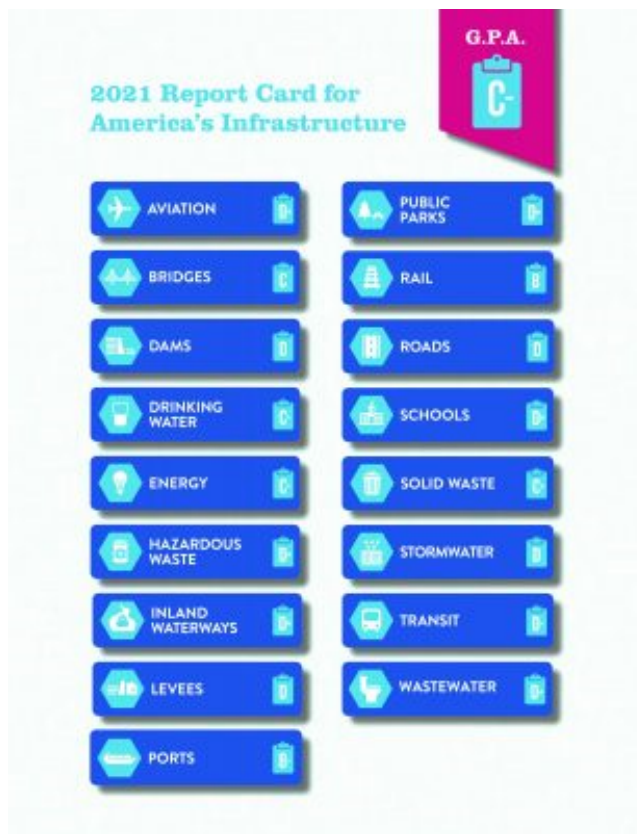 G.P.A.
C-
2021 Report Card for
America's Infrastructure
AVIATION
BRIDGES C
DAMS D
DRINKING
WATER
ENERGY
HAZARDOUS
WASTE
INLAND
WATERWAYS
LEVEES D
PORTS
PUBLIC
PARKS
RAIL B
ROADS D
SCHOOLS
SOLID WASTE
STORMWATER D
TRANSIT
WASTEWATER